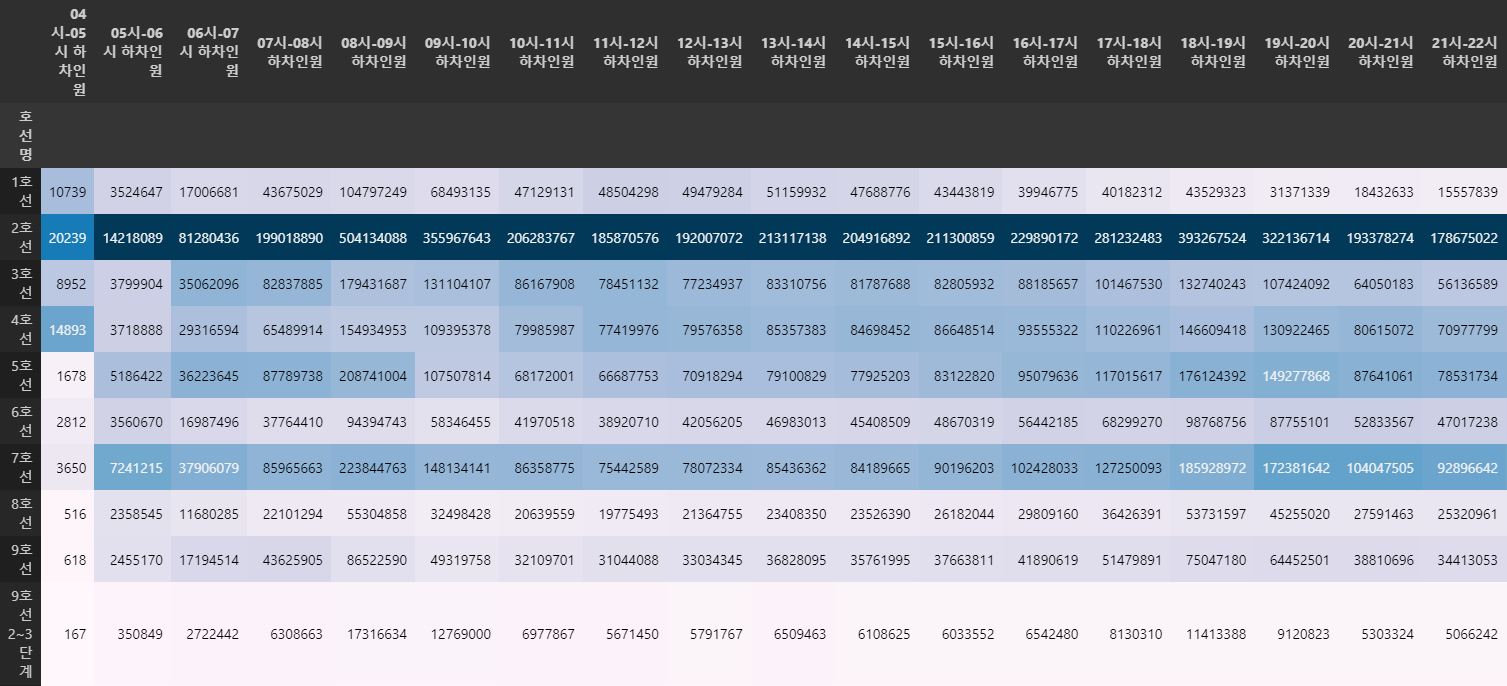 04시-05시 하차인원 05시-06시 하차인원 06시-07시 하차인원 07시-08시 하차인원 08시-09시 하차인원 09시-10시 하차인원 10시-11시 하차인원 11시-12시 하차인원 12시-13시 하차인원 13시-14시 하차인원 14시-15시 하차인원 15시-16시 하차인원 16시-17시 하차인원 17시-18시 하차인원 18시-19시 하차인원 19시-20시 하차인원 20시-21시 하차인원 21시-22시 하차인원
호선명
1호선 10739 3524647 17006681 43675029 104797249 68493135 47129131 48504298 49479284 51159932 47688776 43443819 39946775 40182312 43529323 31371339 18432633 15557839
2호선 20239 14218089 81280436 199018890 504134088 355967643 206283767 185870576 192007072 213117138 204916892 211300859 229890172 281232483 393267524 322136714 193378274 178675022
3호선 8952 3799904 35062096 82837885 179431687 131104107 86167908 78451132 77234937 83310756 81787688 82805932 88185657 101467530 132740243 107424092 64050183 56136589
4호선 14893 3718888 29316594 65489914 154934953 109395378 79985987 77419976 79576358 85357383 84698452 86648514 93555322 110226961 146609418 130922465 80615072 70977799
5호선 1678 5186422 36223645 87789738 208741004 107507814 68172001 66687753 70918294 79100829 77925203 83122820 95079636 117015617 176124392 149277868 87641061 78531734
6호선 2812 3560670 16987496 37764410 94394743 58346455 41970518 38920710 42056205 46983013 45408509 48670319 56442185 68299270 98768756 87755101 52833567 47017238
7호선 3650 7241215 37906079 85965663 223844763 148134141 86358775 75442589 78072334 85436362 84189665 90196203 102428033 127250093 185928972 172381642 104047505 92896642
8호선 516 2358545 11680285 22101294 55304858 32498428 20639559 19775493 21364755 23408350 23526390 26182044 29809160 36426391 53731597 45255020 27591463 25320961
9호선 618 2455170 17194514 43625905 86522590 49319758 32109701 31044088 33034345 36828095 35761995 37663811 41890619 51479891 75047180 64452501 38810696 34413053
9호선2~3단계 167 350849 2722442 6308663 17316634 12769000 6977867 5671450 5791767 6509463 6108625 6033552 6542480 8130310 11413388 9120823 5303324 5066242